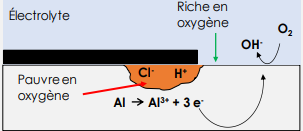 Électrolyte
Riche en
oxygène
O₂
OH⁻
Cl⁻ H⁺
Pauvre en
oxygène
Al → Al³⁺ + 3 e⁻